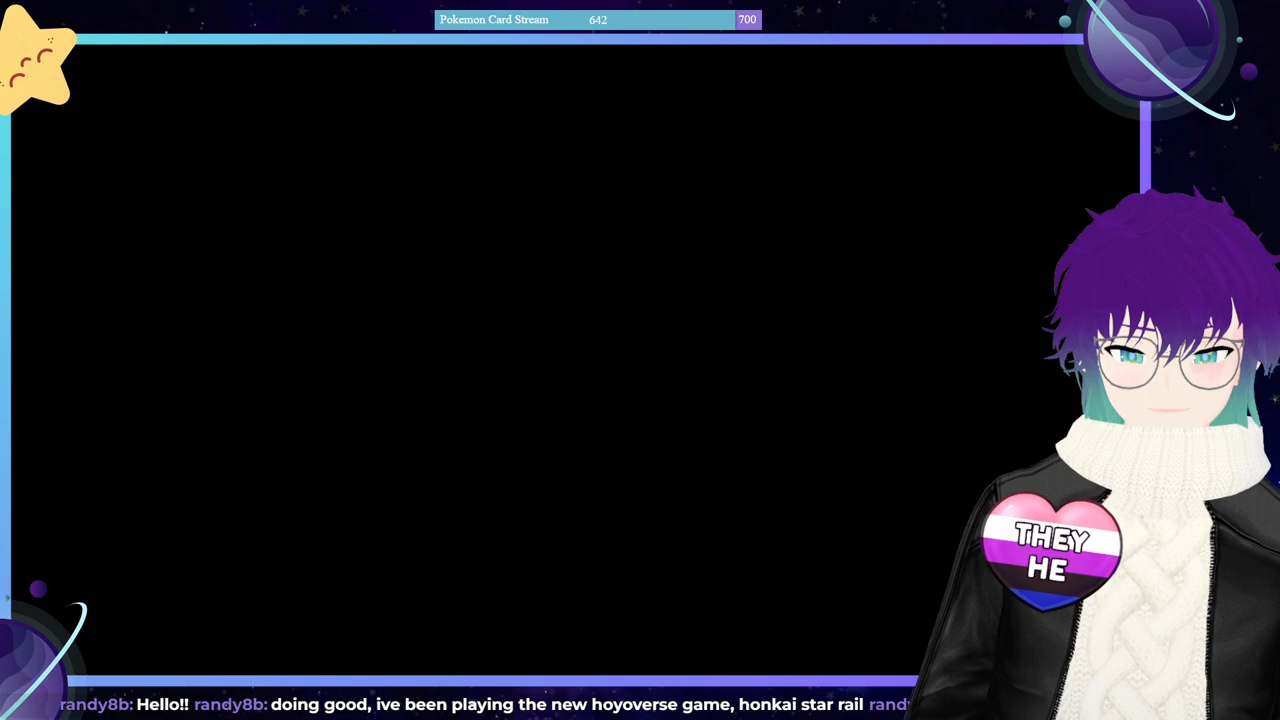 Pokemon Card Stream 642 700
THEY
HE
randy8b: Hello!! randy8b: doing good, ive been playing the new hoyoverse game, honkai star rail